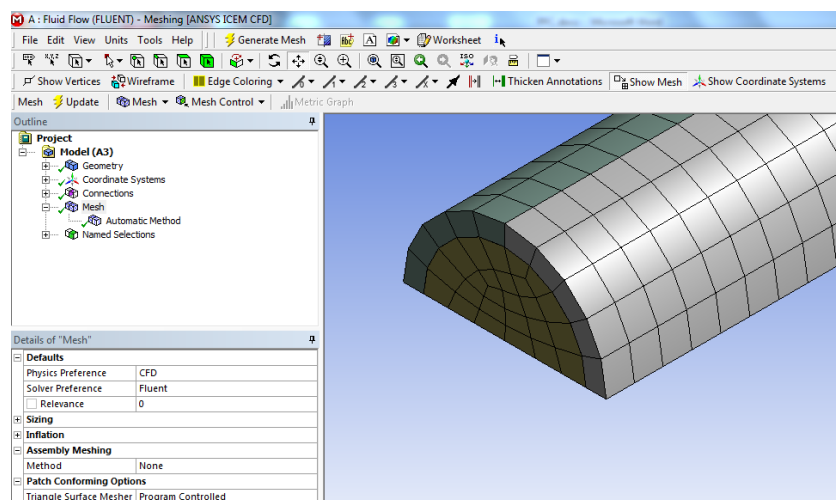 A : Fluid Flow (FLUENT) - Meshing [ANSYS ICEM CFD]
File Edit View Units Tools Help Generate Mesh A Worksheet
Show Vertices Wireframe Edge Coloring Thicken Annotations Show Mesh Show Coordinate Systems
Mesh Update Mesh Mesh Control Metric Graph
Outline
Project
Model (A3)
Geometry
Coordinate Systems
Connections
Mesh
Automatic Method
Named Selections
Details of "Mesh"
Defaults
Physics Preference CFD
Solver Preference Fluent
Relevance 0
Sizing
Inflation
Assembly Meshing
Method None
Patch Conforming Options
Triangle Surface Mesher Program Controlled